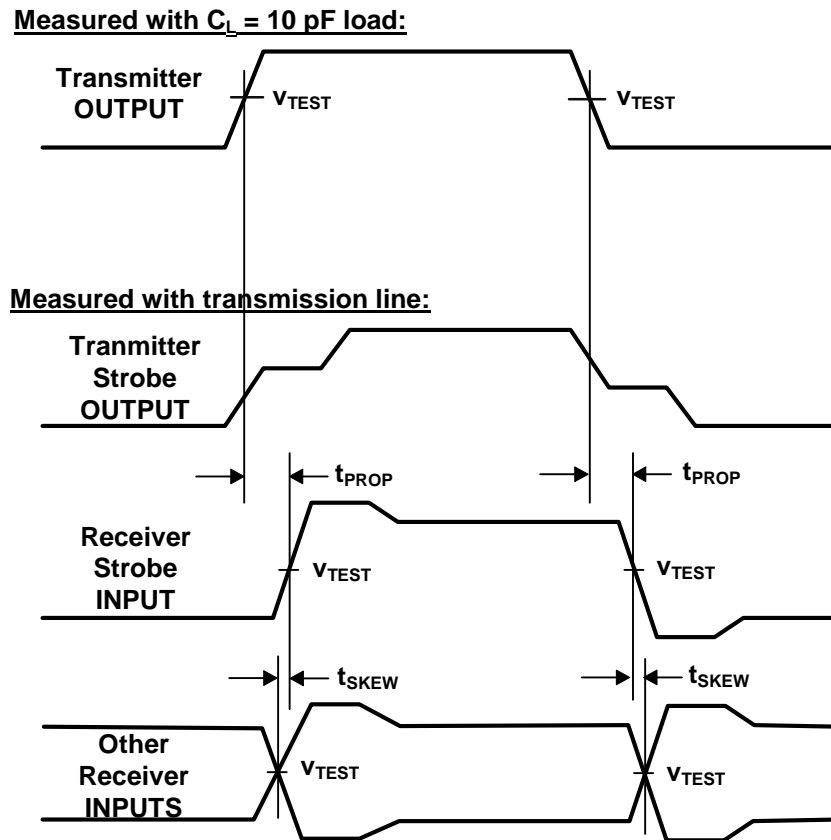 Measured with CL = 10 pF load:
Transmitter
OUTPUT
VTEST
VTEST
Measured with transmission line:
Tranmitter
Strobe
OUTPUT
tPROP
tPROP
Receiver
Strobe
INPUT
VTEST
VTEST
tSKEW
tSKEW
Other
Receiver
INPUTS
VTEST
VTEST